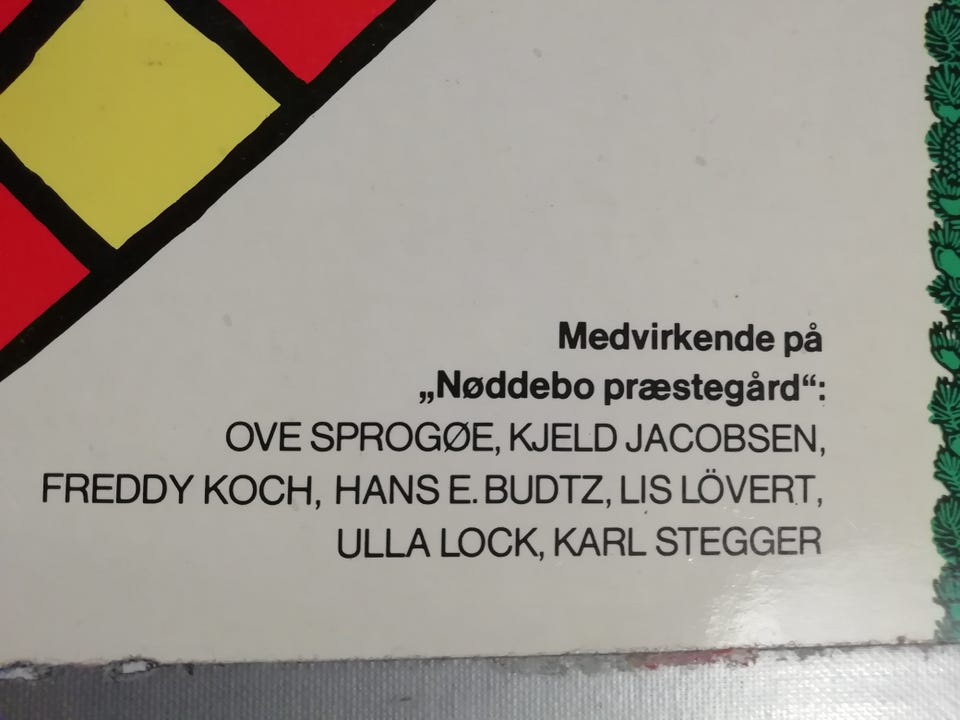 Medvirkende på
„Nøddebo præstegård“:
OVE SPROGØE, KJELD JACOBSEN,
FREDDY KOCH, HANS E. BUDTZ, LIS LÖVERT,
ULLA LOCK, KARL STEGGER